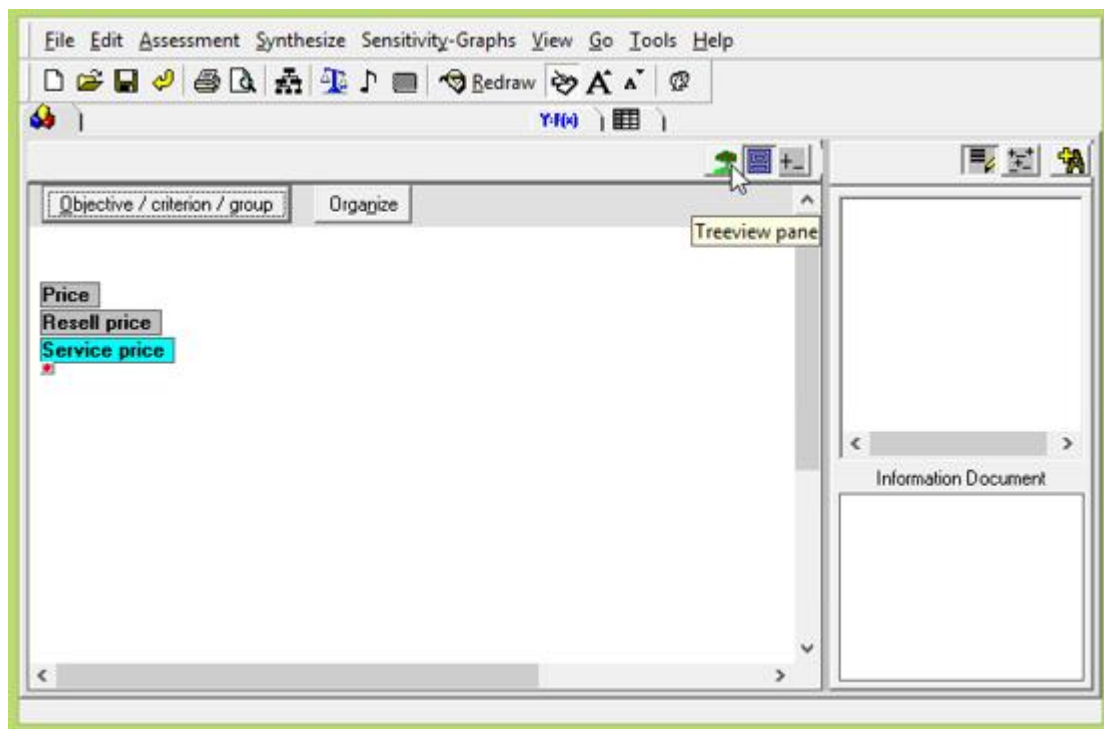 File Edit Assessment Synthesize Sensitivity-Graphs View Go Tools Help
Redraw A A
Y=F(x)
+-
Objective / criterion / group Organize
Treeview pane
Price
Resell price
Service price
Information Document